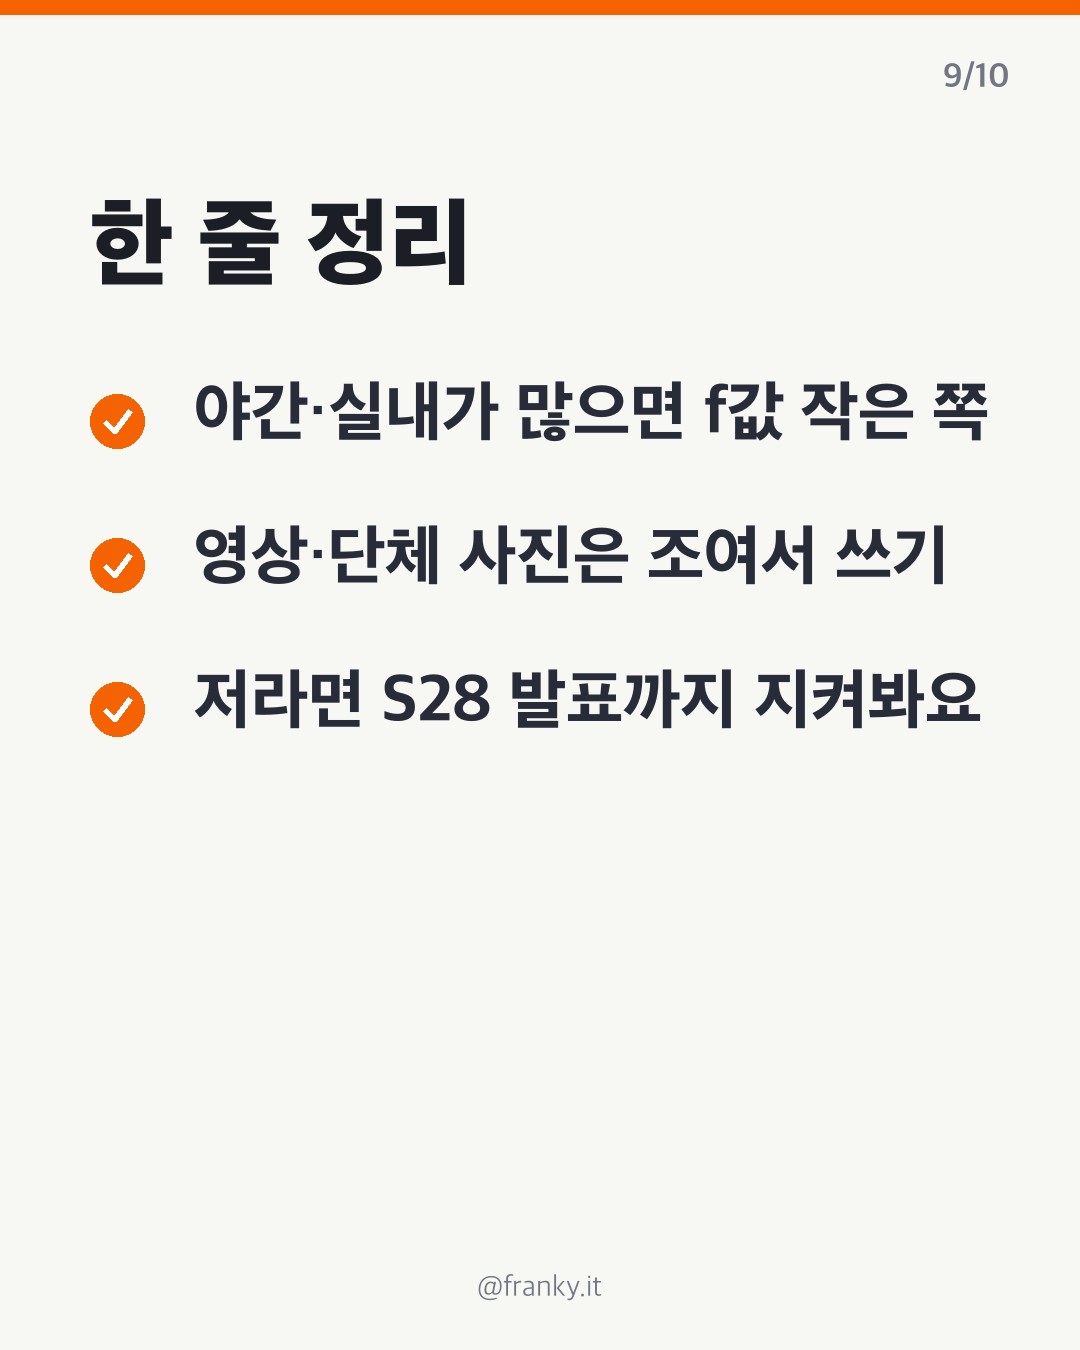 9/10
한 줄 정리
야간·실내가 많으면 f값 작은 쪽
영상·단체 사진은 조여서 쓰기
저라면 S28 발표까지 지켜봐요
@franky.it